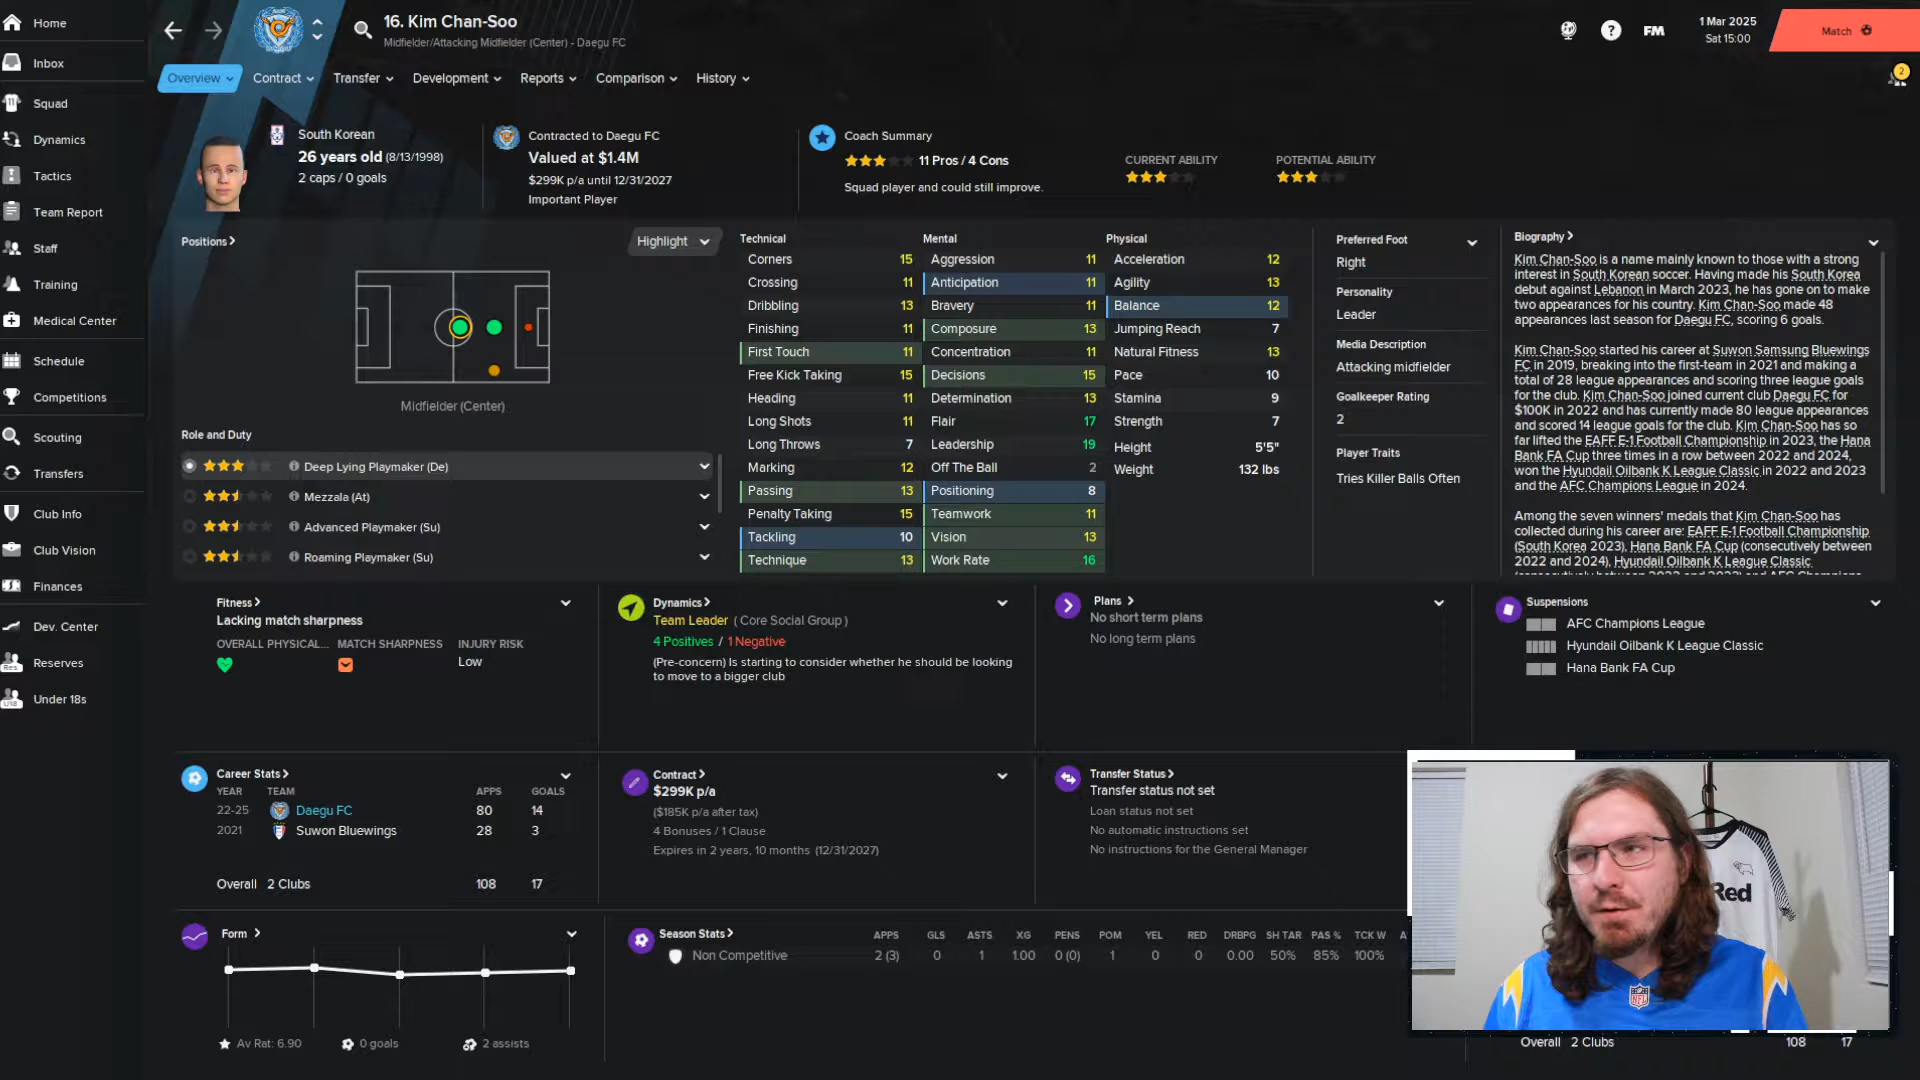 Home
Inbox
Squad
Dynamics
Tactics
Team Report
Staff
Training
Medical Center
Schedule
Competitions
Scouting
Transfers
Club Info
Club Vision
Finances
Dev. Center
Reserves
Under 18s
16. Kim Chan-Soo
Midfielder/Attacking Midfielder (Center) - Daegu FC
FM
1 Mar 2025
Sat 15:00
Match
2
Overview
Contract
Transfer
Development
Reports
Comparison
History
South Korean
26 years old (8/13/1998)
2 caps / 0 goals
Contracted to Daegu FC
Valued at $1.4M
$299K p/a until 12/31/2027
Important Player
Coach Summary
11 Pros / 4 Cons
Squad player and could still improve.
CURRENT ABILITY
POTENTIAL ABILITY
Positions
Highlight
Midfielder (Center)
Role and Duty
Deep Lying Playmaker (De)
Mezzala (At)
Advanced Playmaker (Su)
Roaming Playmaker (Su)
Technical
Corners 15
Crossing 11
Dribbling 13
Finishing 11
First Touch 11
Free Kick Taking 15
Heading 11
Long Shots 11
Long Throws 7
Marking 12
Passing 13
Penalty Taking 15
Tackling 10
Technique 13
Mental
Aggression 11
Anticipation 11
Bravery 11
Composure 13
Concentration 11
Decisions 15
Determination 13
Flair 17
Leadership 19
Off The Ball 2
Positioning 8
Teamwork 11
Vision 13
Work Rate 16
Physical
Acceleration 12
Agility 13
Balance 12
Jumping Reach 7
Natural Fitness 13
Pace 10
Stamina 9
Strength 7
Height 5'5"
Weight 132 lbs
Preferred Foot
Right
Personality
Leader
Media Description
Attacking midfielder
Goalkeeper Rating
2
Player Traits
Tries Killer Balls Often
Biography
Kim Chan-Soo is a name mainly known to those with a strong
interest in South Korean soccer. Having made his South Korea
debut against Lebanon in March 2023, he has gone on to make
two appearances for his country. Kim Chan-Soo made 48
appearances last season for Daegu FC, scoring 6 goals.
Kim Chan-Soo started his career at Suwon Samsung Bluewings
FC in 2019, breaking into the first-team in 2021 and making a
total of 28 league appearances and scoring three league goals
for the club. Kim Chan-Soo joined current club Daegu FC for
$100K in 2022 and has currently made 80 league appearances
and scored 14 league goals for the club. Kim Chan-Soo has so
far lifted the EAFF E-1 Football Championship in 2023, the Hana
Bank FA Cup three times in a row between 2022 and 2024,
won the Hyundail Oilbank K League Classic in 2022 and 2023
and the AFC Champions League in 2024.
Among the seven winners' medals that Kim Chan-Soo has
collected during his career are: EAFF E-1 Football Championship
(South Korea 2023), Hana Bank FA Cup (consecutively between
2022 and 2024), Hyundail Oilbank K League Classic
(consecutively between 2022 and 2023) and AFC Champions
Fitness
Lacking match sharpness
OVERALL PHYSICAL...
MATCH SHARPNESS
INJURY RISK
Low
Dynamics
Team Leader ( Core Social Group )
4 Positives / 1 Negative
(Pre-concern) Is starting to consider whether he should be looking
to move to a bigger club
Plans
No short term plans
No long term plans
Suspensions
AFC Champions League
Hyundail Oilbank K League Classic
Hana Bank FA Cup
Career Stats
YEAR TEAM APPS GOALS
22-25 Daegu FC 80 14
2021 Suwon Bluewings 28 3
Overall 2 Clubs 108 17
Contract
$299K p/a
($185K p/a after tax)
4 Bonuses / 1 Clause
Expires in 2 years, 10 months (12/31/2027)
Transfer Status
Transfer status not set
Loan status not set
No automatic instructions set
No instructions for the General Manager
Form
Av Rat: 6.90
0 goals
2 assists
Season Stats
APPS GLS ASTS XG PENS POM YEL RED DRBPG SH TAR PAS % TCK W A
Non Competitive 2 (3) 0 1 1.00 0 (0) 1 0 0 0.00 50% 85% 100%
Red
NFL
Overall 2 Clubs 108 17